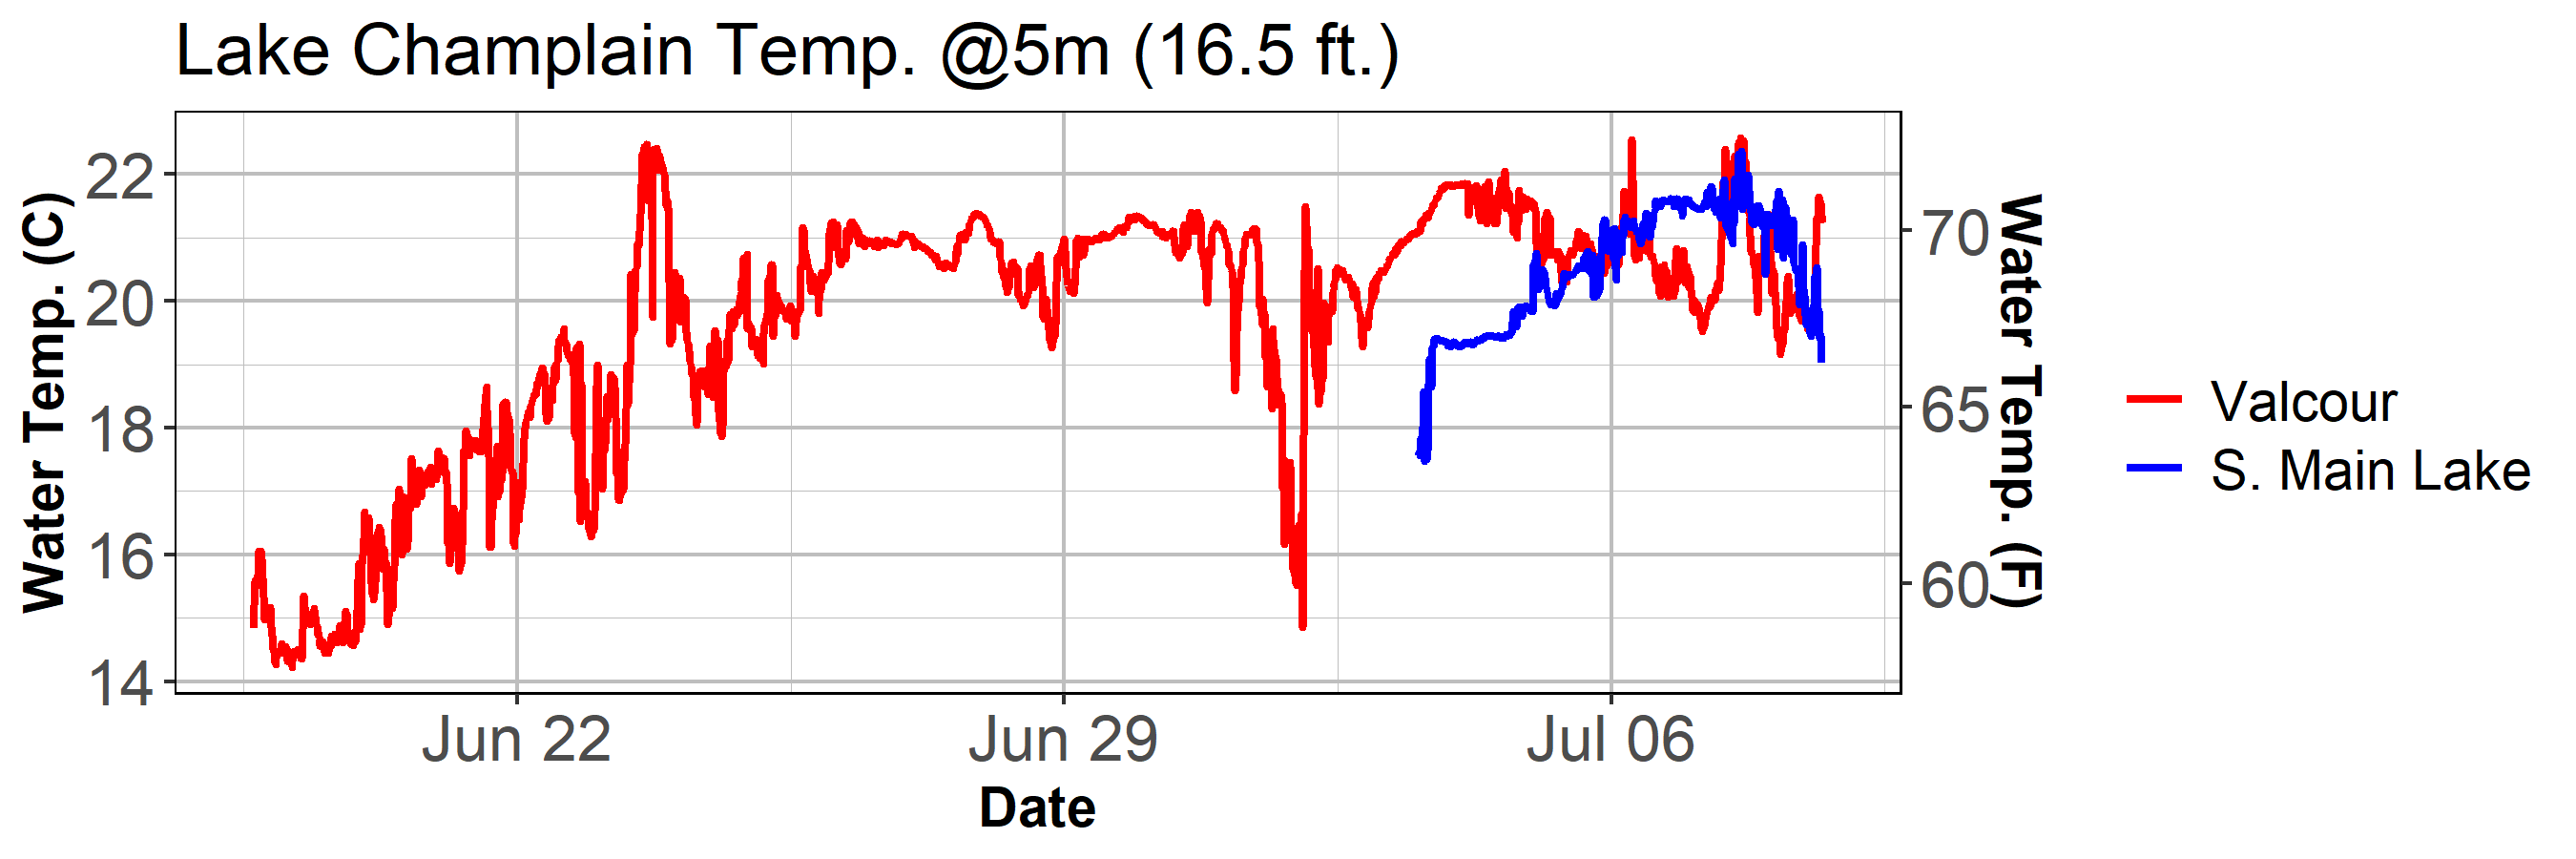 Lake Champlain Temp. @5m (16.5 ft.)
Water Temp. (C)
22
20
18
16
14
70
65
60
Water Temp. (F)
Jun 22
Jun 29
Jul 06
Date
Valcour
S. Main Lake